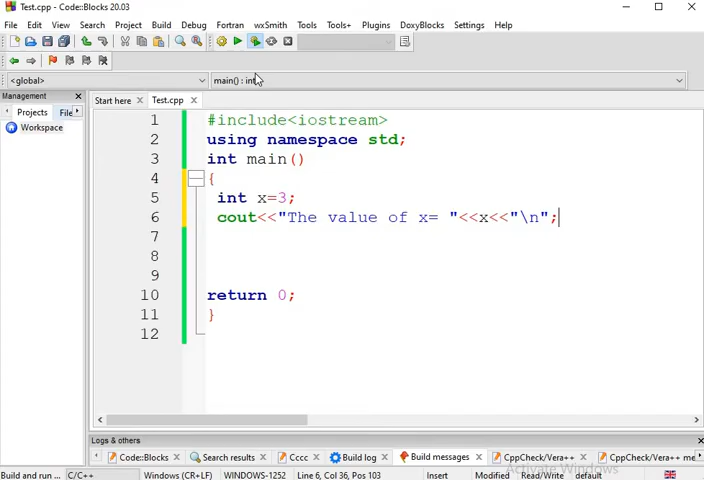 Test.cpp - Code::Blocks 20.03
File Edit View Search Project Build Debug Fortran wxSmith Tools Tools+ Plugins DoxyBlocks Settings Help
<global> main() : int
Management
Projects File
Workspace
Start here Test.cpp
1 #include<iostream>
2 using namespace std;
3 int main()
4 {
5 int x=3;
6 cout<<"The value of x= "<<x<<"\n";
7
8
9
10 return 0;
11 }
12
Logs & others
Code::Blocks Search results Cccc Build log Build messages CppCheck/Vera++ CppCheck/Vera++ me
Activate Windows
Build and run ... C/C++ Windows (CR+LF) WINDOWS-1252 Line 6, Col 36, Pos 103 Insert Modified Read/Write default